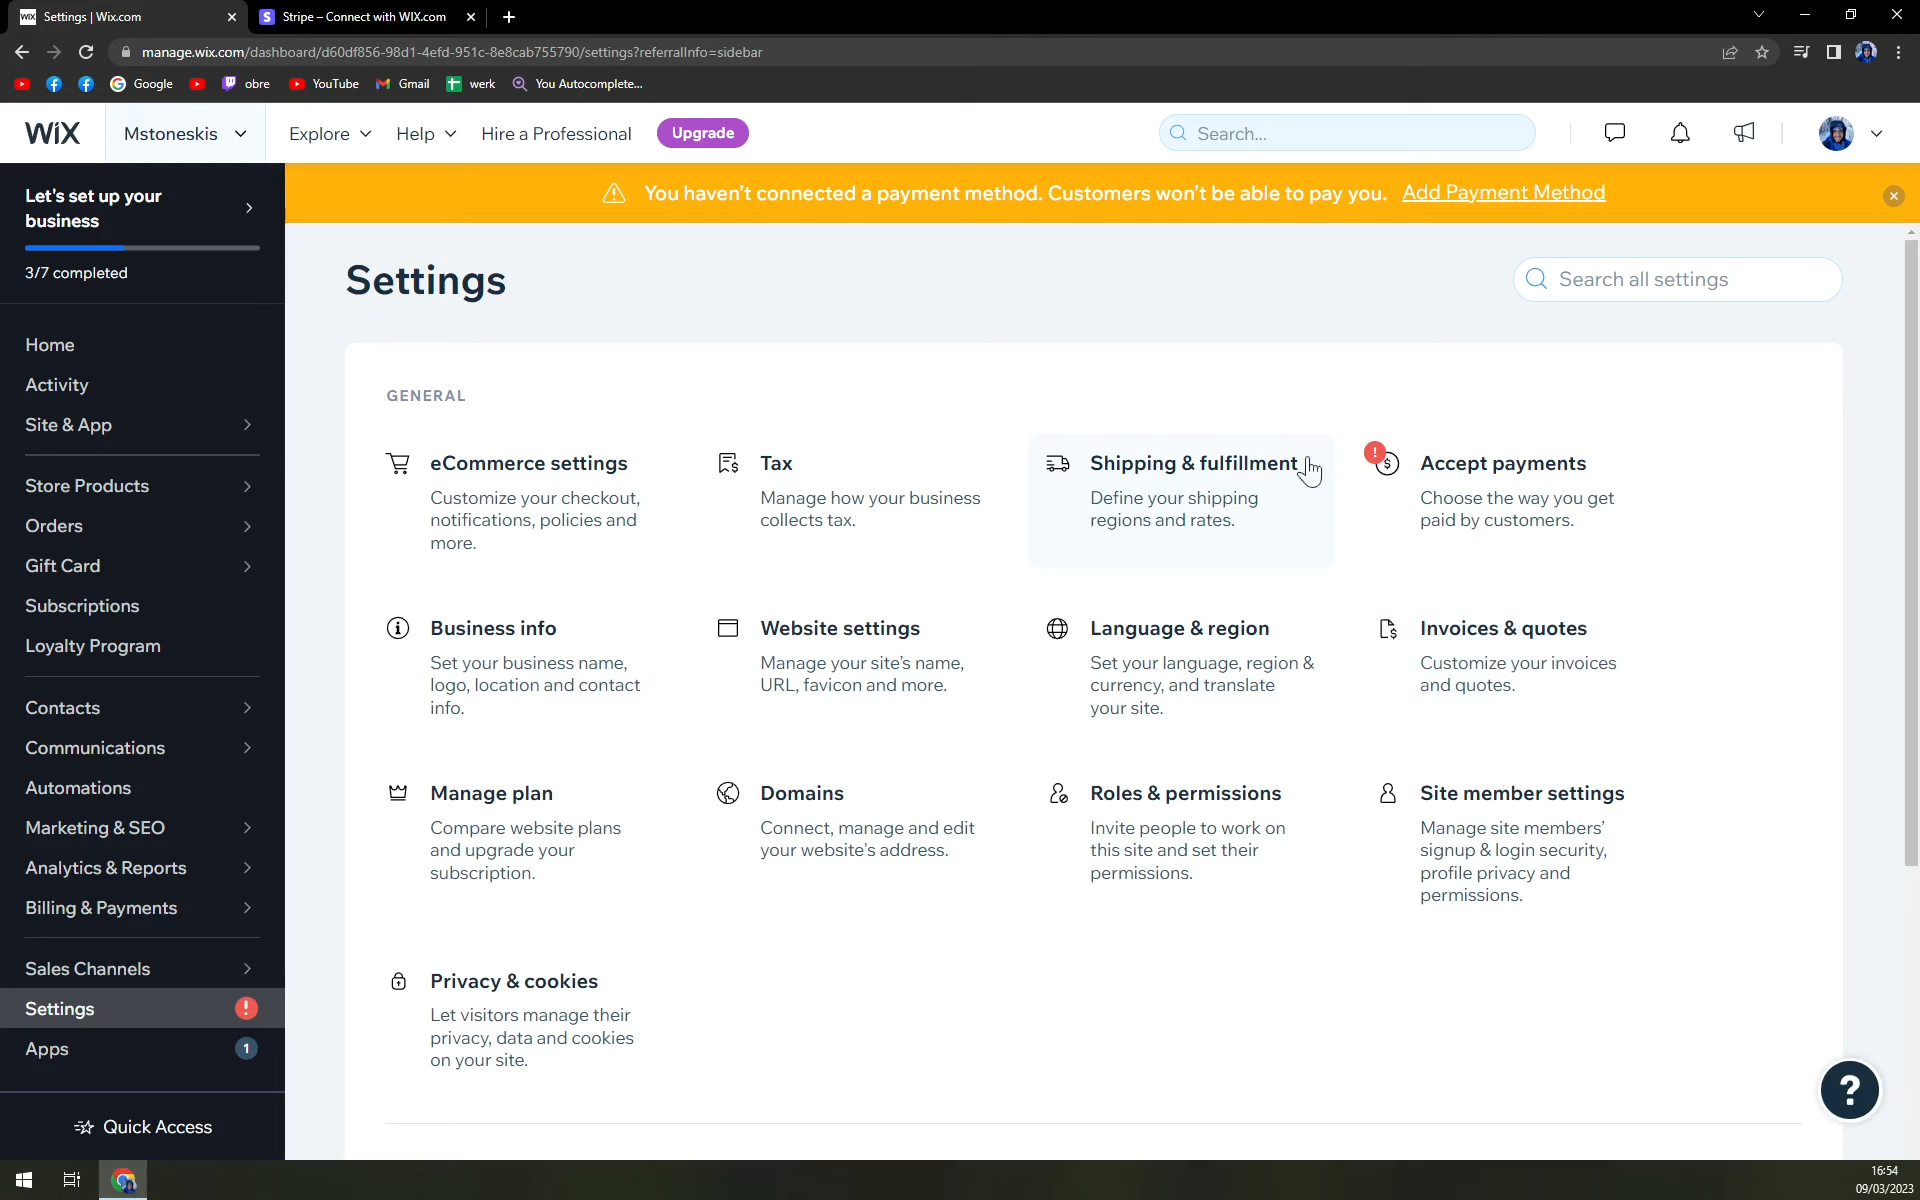 Settings | Wix.com
Stripe – Connect with WIX.com
manage.wix.com/dashboard/d60df856-98d1-4efd-951c-8e8cab755790/settings?referralInfo=sidebar
Google
obre
YouTube
Gmail
werk
You Autocomplete...
WiX
Mstoneskis
Explore
Help
Hire a Professional
Upgrade
Search...
Let's set up your
business
3/7 completed
You haven't connected a payment method. Customers won't be able to pay you. Add Payment Method
Home
Activity
Site & App
Store Products
Orders
Gift Card
Subscriptions
Loyalty Program
Contacts
Communications
Automations
Marketing & SEO
Analytics & Reports
Billing & Payments
Sales Channels
Settings
!
Apps
1
Quick Access
Settings
Search all settings
GENERAL
eCommerce settings
Customize your checkout,
notifications, policies and
more.
Tax
Manage how your business
collects tax.
Shipping & fulfillment
Define your shipping
regions and rates.
Accept payments
Choose the way you get
paid by customers.
Business info
Set your business name,
logo, location and contact
info.
Website settings
Manage your site's name,
URL, favicon and more.
Language & region
Set your language, region &
currency, and translate
your site.
Invoices & quotes
Customize your invoices
and quotes.
Manage plan
Compare website plans
and upgrade your
subscription.
Domains
Connect, manage and edit
your website's address.
Roles & permissions
Invite people to work on
this site and set their
permissions.
Site member settings
Manage site members'
signup & login security,
profile privacy and
permissions.
Privacy & cookies
Let visitors manage their
privacy, data and cookies
on your site.
?
16:54
09/03/2023